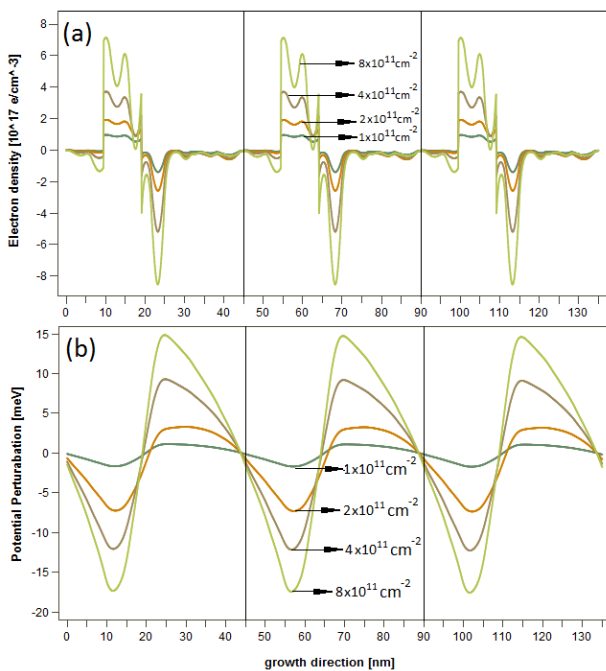 (a)
Electron density [10^17 e/cm^-3]
8
6
4
2
0
-2
-4
-6
-8
8x10¹¹cm⁻²
4x10¹¹cm⁻²
2x10¹¹cm⁻²
1x10¹¹cm⁻²
0 10 20 30 40 50 60 70 80 90 100 110 120 130
(b)
Potential Perturabation [meV]
15
10
5
0
-5
-10
-15
-20
1x10¹¹cm⁻²
2x10¹¹cm⁻²
4x10¹¹cm⁻²
8x10¹¹cm⁻²
0 10 20 30 40 50 60 70 80 90 100 110 120 130
growth direction [nm]